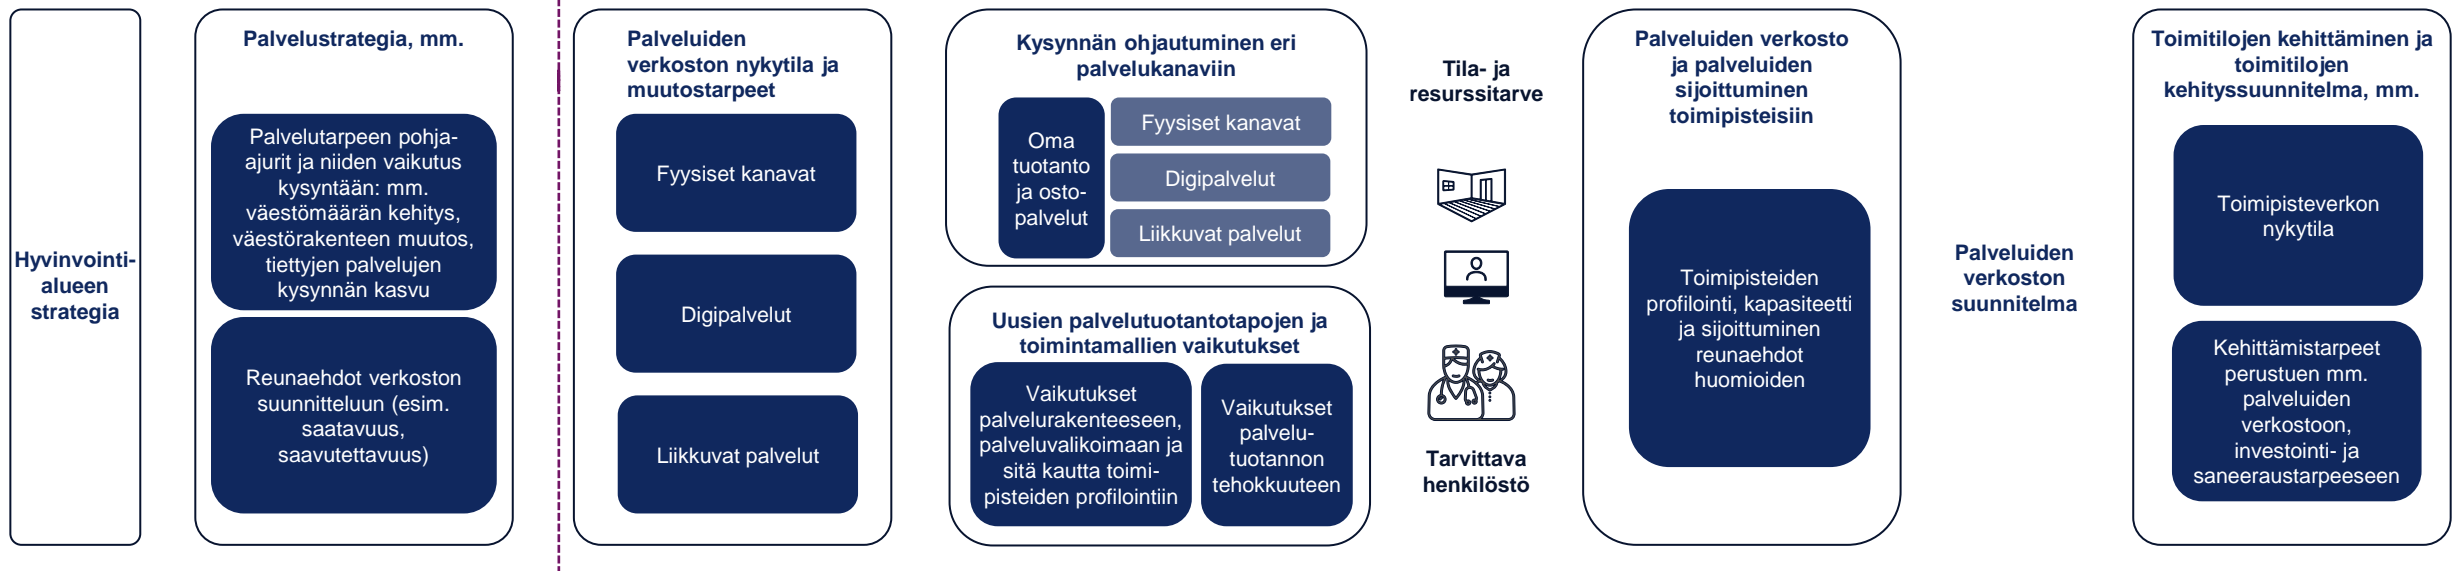 Hyvinvointi-
alueen
strategia
Palvelustrategia, mm.
Palvelutarpeen pohja-
ajurit ja niiden vaikutus
kysyntään: mm.
väestömäärän kehitys,
väestörakenteen muutos,
tiettyjen palvelujen
kysynnän kasvu
Reunaehdot verkoston
suunnitteluun (esim.
saatavuus,
saavutettavuus)
Palveluiden
verkoston nykytila ja
muutostarpeet
Fyysiset kanavat
Digipalvelut
Liikkuvat palvelut
Kysynnän ohjautuminen eri
palvelukanaviin
Oma
tuotanto
ja osto-
palvelut
Fyysiset kanavat
Digipalvelut
Liikkuvat palvelut
Uusien palvelutuotantotapojen ja
toimintamallien vaikutukset
Vaikutukset
palvelurakenteeseen,
palveluvalikoimaan ja
sitä kautta toimi-
pisteiden profilointiin
Vaikutukset
palvelu-
tuotannon
tehokkuuteen
Tila- ja
resurssitarve
Tarvittava
henkilöstö
Palveluiden verkosto
ja palveluiden
sijoittuminen
toimipisteisiin
Toimipisteiden
profilointi, kapasiteetti
ja sijoittuminen
reunaehdot
huomioiden
Palveluiden
verkoston
suunnitelma
Toimitilojen kehittäminen ja
toimitilojen
kehityssuunnitelma, mm.
Toimipisteverkon
nykytila
Kehittämistarpeet
perustuen mm.
palveluiden
verkostoon,
investointi- ja
saneeraustarpeeseen